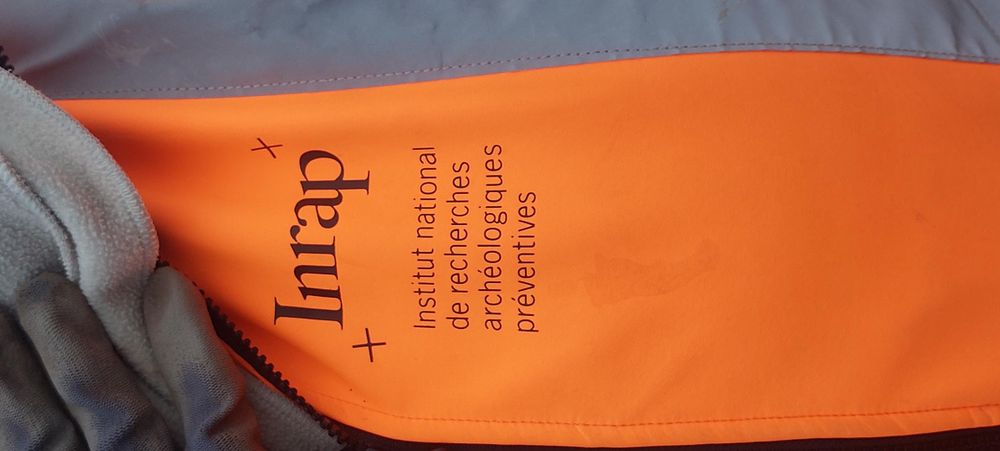 Inrap
Institut national
de recherches
archéologiques
préventives